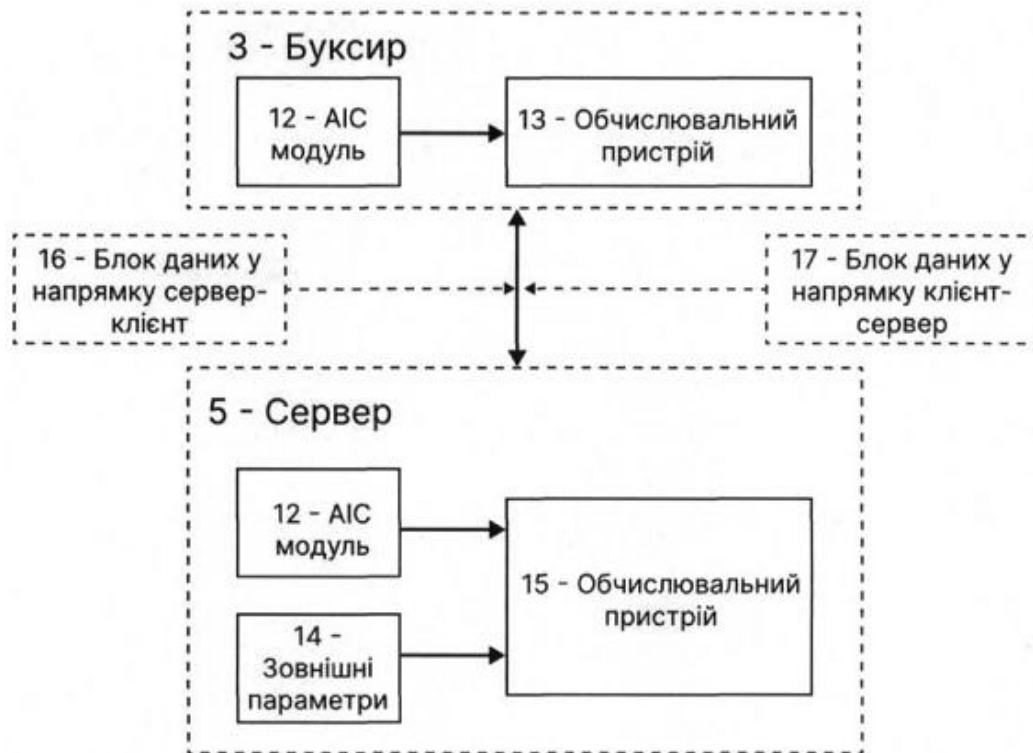 3 - Буксир
12 - АІС
модуль
13 - Обчислювальний
пристрій
16 - Блок даних у
напрямку сервер-
клієнт
17 - Блок даних у
напрямку клієнт-
сервер
5 - Сервер
12 - АІС
модуль
15 - Обчислювальний
пристрій
14 -
Зовнішні
параметри